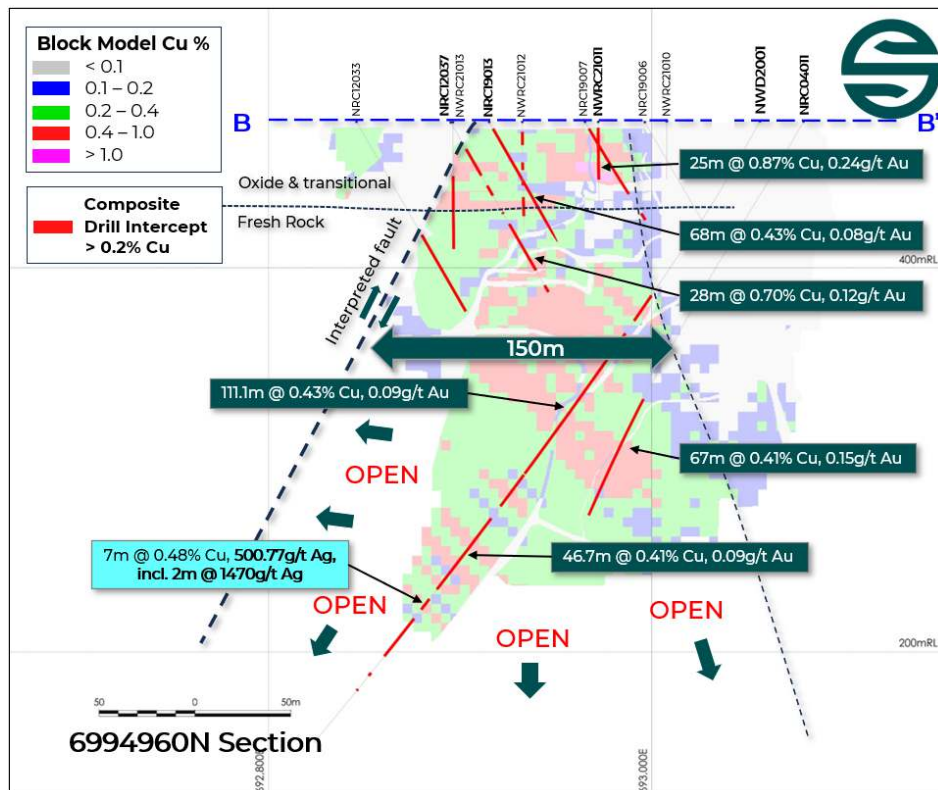 Block Model Cu %
< 0.1
0.1 – 0.2
0.2 – 0.4
0.4 – 1.0
> 1.0
Composite
Drill Intercept
> 0.2% Cu
NRC12033
NRC12037
NWRC21013
NRC19013
NWRC21012
NRC19007
NWRC21011
NRC19006
NWRC21010
NWD2001
NRC04011
B
B'
Oxide & transitional
Fresh Rock
Interpreted fault
25m @ 0.87% Cu, 0.24g/t Au
68m @ 0.43% Cu, 0.08g/t Au
400mRL
28m @ 0.70% Cu, 0.12g/t Au
150m
111.1m @ 0.43% Cu, 0.09g/t Au
67m @ 0.41% Cu, 0.15g/t Au
OPEN
7m @ 0.48% Cu, 500.77g/t Ag,
incl. 2m @ 1470g/t Ag
46.7m @ 0.41% Cu, 0.09g/t Au
OPEN
OPEN
OPEN
200mRL
50
0
50m
6994960N Section
692.800E
693.000E